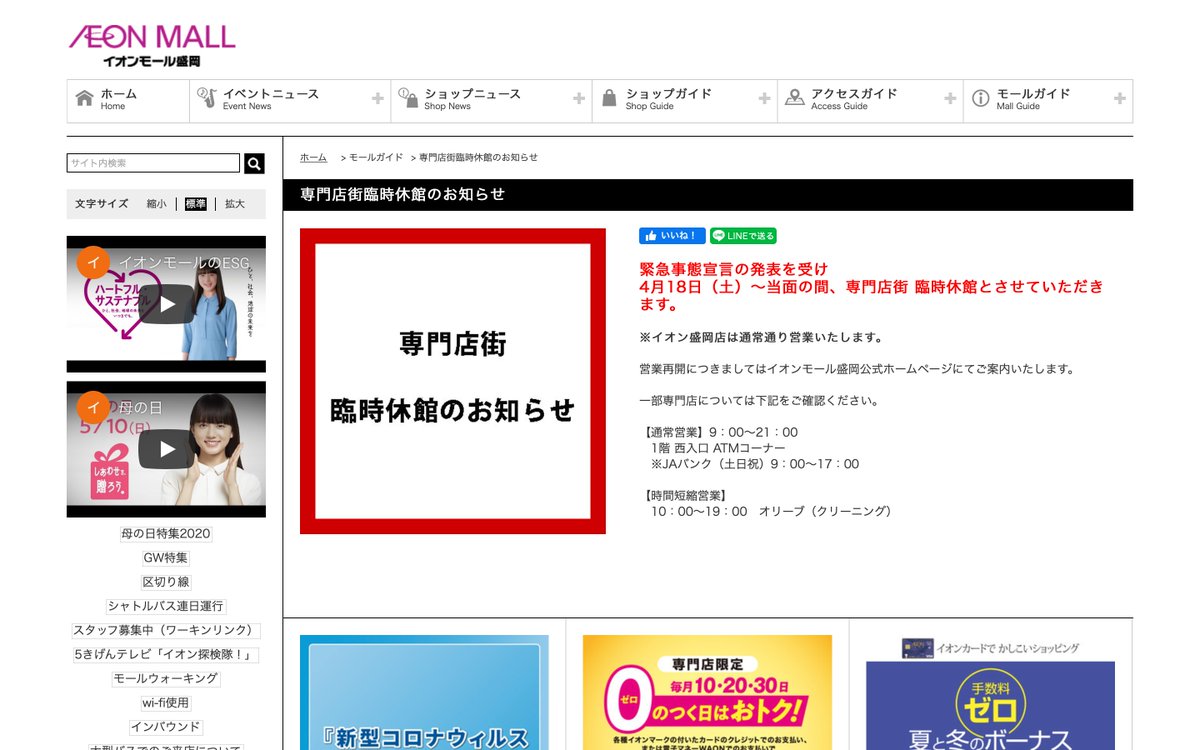 ÆON MALL
イオンモール盛岡
ホーム
Home
イベントニュース
Event News
ショップニュース
Shop News
ショップガイド
Shop Guide
アクセスガイド
Access Guide
モールガイド
Mall Guide
サイト内検索
文字サイズ 縮小 標準 拡大
イ イオンモールのESG
ハートフル・
サステナブル
母の日
イ
5/10(日)
しあわせを、
贈ろう。
母の日特集2020
GW特集
区切り線
シャトルバス連日運行
スタッフ募集中（ワーキンリンク）
5きげんテレビ「イオン探検隊！」
モールウォーキング
wi-fi使用
インバウンド
大型バスでのご来店について
ホーム > モールガイド > 専門店街臨時休館のお知らせ
専門店街臨時休館のお知らせ
専門店街
臨時休館のお知らせ
いいね！ LINEで送る
緊急事態宣言の発表を受け
4月18日（土）〜当面の間、専門店街 臨時休館とさせていただき
ます。
※イオン盛岡店は通常通り営業いたします。
営業再開につきましてはイオンモール盛岡公式ホームページにてご案内いたします。
一部専門店については下記をご確認ください。
【通常営業】9：00〜21：00
1階 西入口 ATMコーナー
※JAバンク（土日祝）9：00〜17：00
【時間短縮営業】
10：00〜19：00　オリーブ（クリーニング）
『新型コロナウィルス
専門店限定
毎月10・20・30日
0のつく日はおトク!
ゼロ
各種イオンマークの付いたカードのクレジットでのお支払い、
または電子マネーWAONでのお支払いで
イオンカードで かしこいショッピング
手数料
ゼロ
夏と冬のボーナス